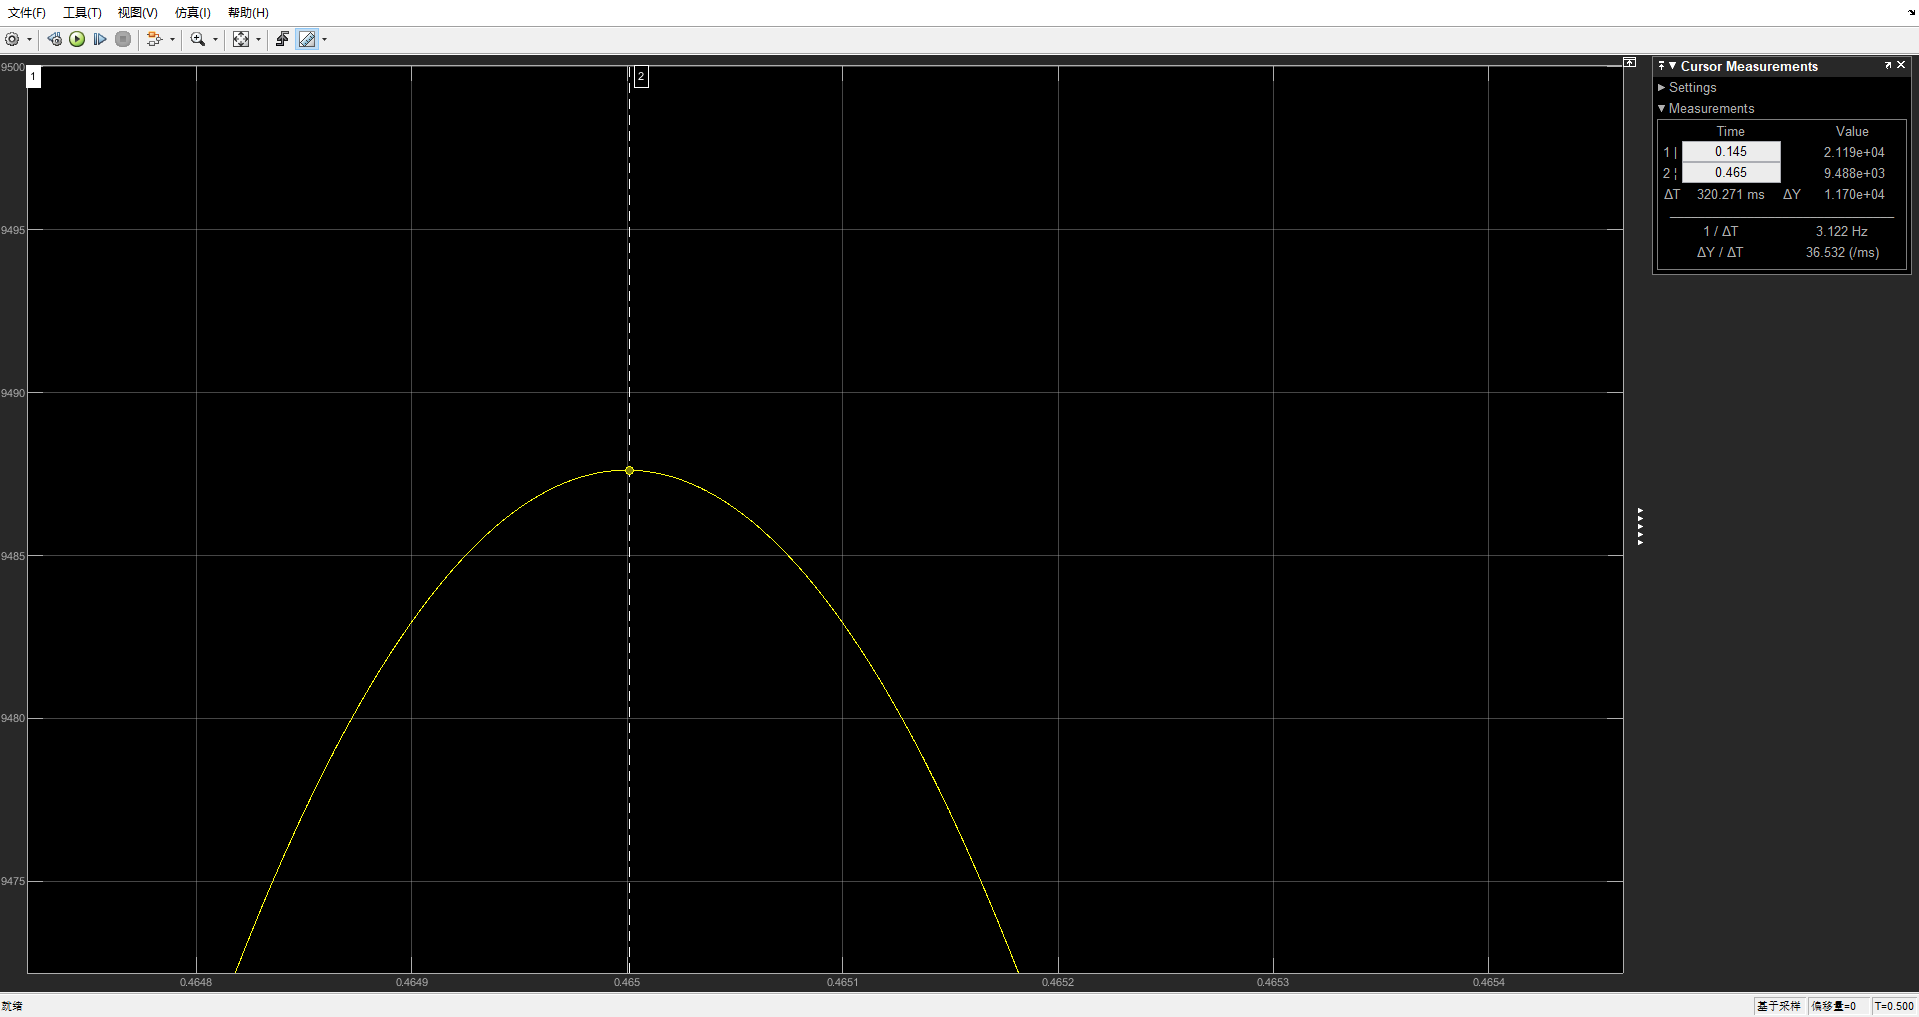 文件(F) 工具(T) 视图(V) 仿真(I) 帮助(H)
9500
1
2
9495
9490
9485
9480
9475
0.4648 0.4649 0.465 0.4651 0.4652 0.4653 0.4654
Cursor Measurements
Settings
Measurements
Time Value
1 | 0.145 2.119e+04
2 ¦ 0.465 9.488e+03
ΔT 320.271 ms ΔY 1.170e+04
1 / ΔT 3.122 Hz
ΔY / ΔT 36.532 (/ms)
就绪 基于采样 偏移量=0 T=0.500